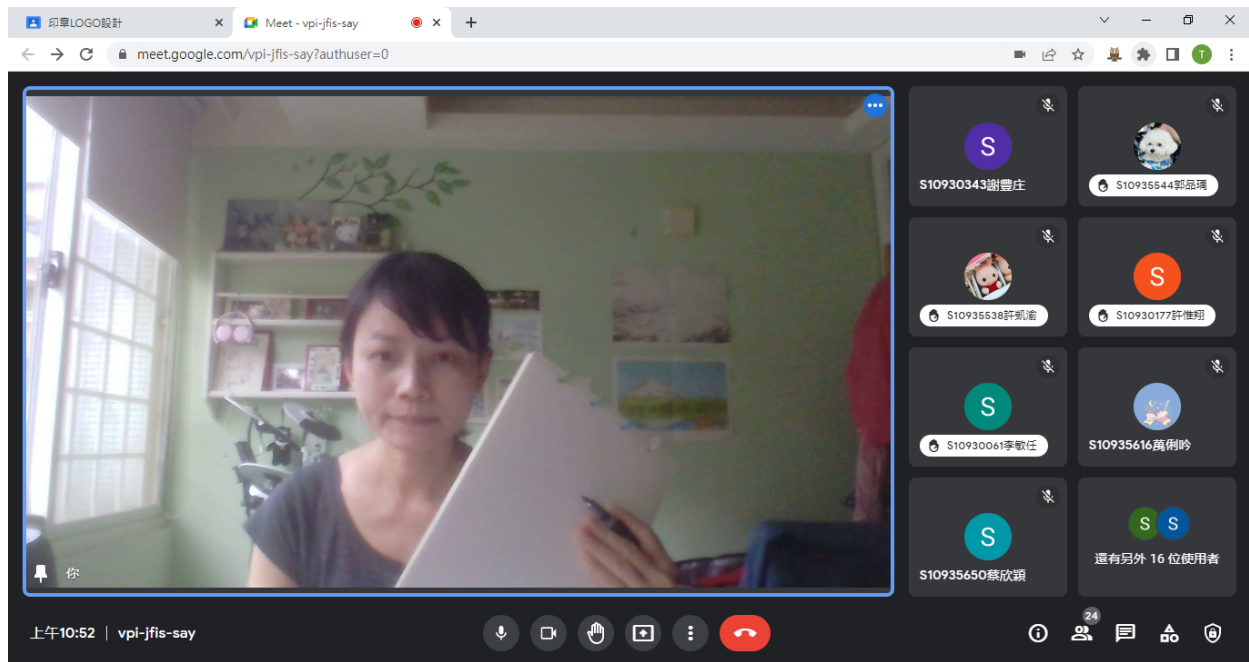 印章LOGO設計
Meet - vpi-jfis-say
meet.google.com/vpi-jfis-say?authuser=0
T
S
S10930343謝豐庄
S10935544郭品瑀
S10935538許凱渝
S
S10930177許惟翔
S
S10930061李敏任
S10935616萬俐吟
S
S10935650蔡欣穎
S S
還有另外 16 位使用者
你
上午10:52 | vpi-jfis-say
24